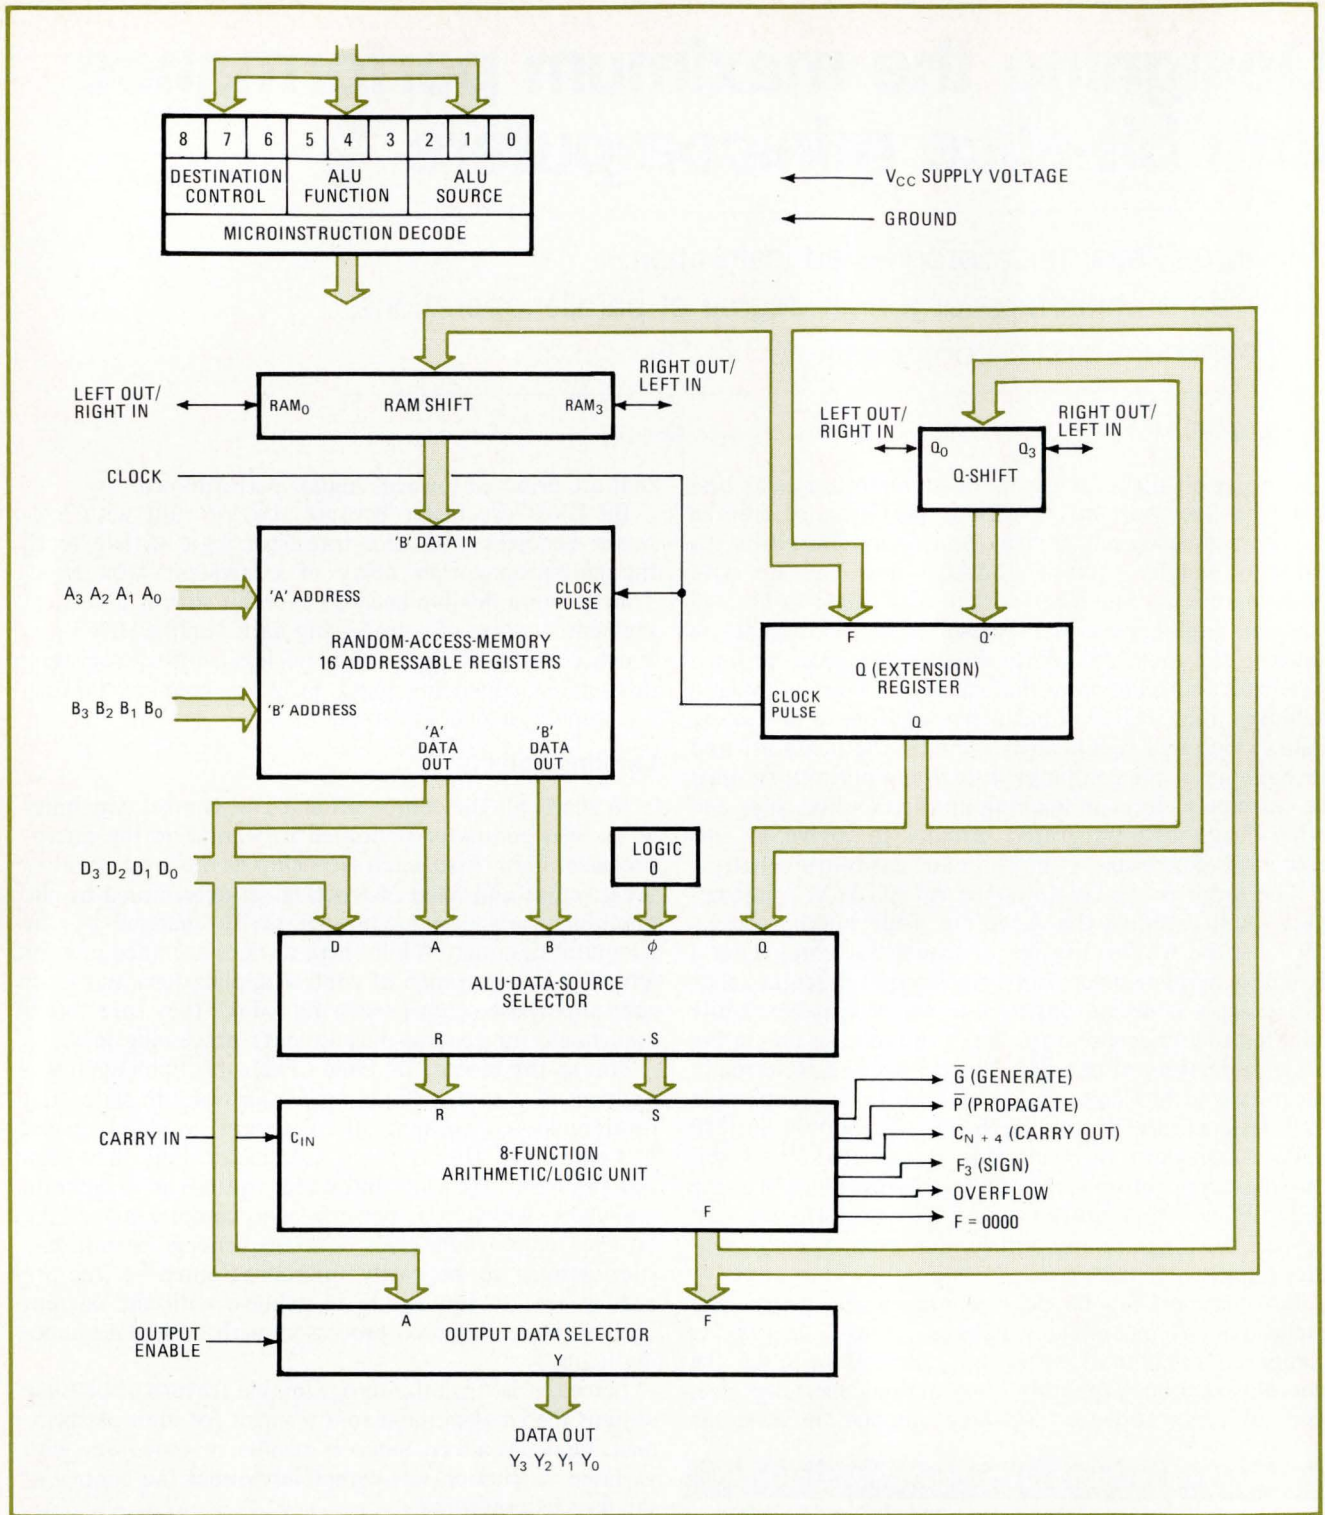 8 7 6 5 4 3 2 1 0
DESTINATION CONTROL
ALU FUNCTION
ALU SOURCE
MICROINSTRUCTION DECODE
V_CC SUPPLY VOLTAGE
GROUND
LEFT OUT/
RIGHT IN
RAM₀
RAM SHIFT
RAM₃
RIGHT OUT/
LEFT IN
LEFT OUT/
RIGHT IN
Q₀
Q₃
Q-SHIFT
RIGHT OUT/
LEFT IN
CLOCK
'B' DATA IN
A₃ A₂ A₁ A₀
'A' ADDRESS
CLOCK
PULSE
RANDOM-ACCESS-MEMORY
16 ADDRESSABLE REGISTERS
B₃ B₂ B₁ B₀
'B' ADDRESS
'A'
DATA
OUT
'B'
DATA
OUT
F
Q'
Q (EXTENSION)
REGISTER
CLOCK
PULSE
Q
D₃ D₂ D₁ D₀
LOGIC
0
D
A
B
ϕ
Q
ALU-DATA-SOURCE
SELECTOR
R
S
R
S
CARRY IN
C_IN
8-FUNCTION
ARITHMETIC/LOGIC UNIT
F
G̅ (GENERATE)
P̅ (PROPAGATE)
C_N + 4 (CARRY OUT)
F₃ (SIGN)
OVERFLOW
F = 0000
OUTPUT
ENABLE
A
F
OUTPUT DATA SELECTOR
Y
DATA OUT
Y₃ Y₂ Y₁ Y₀